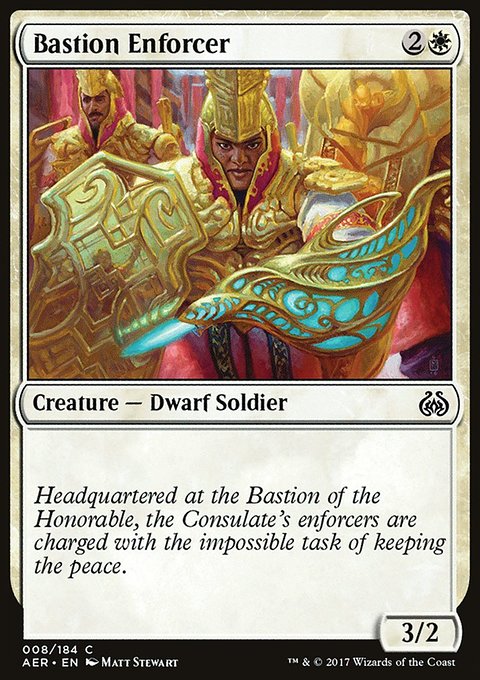 Bastion Enforcer 2
Creature — Dwarf Soldier
Headquartered at the Bastion of the
Honorable, the Consulate's enforcers are
charged with the impossible task of keeping
the peace.
3/2
008/184 C
AER • EN Matt Stewart ™ & © 2017 Wizards of the Coast